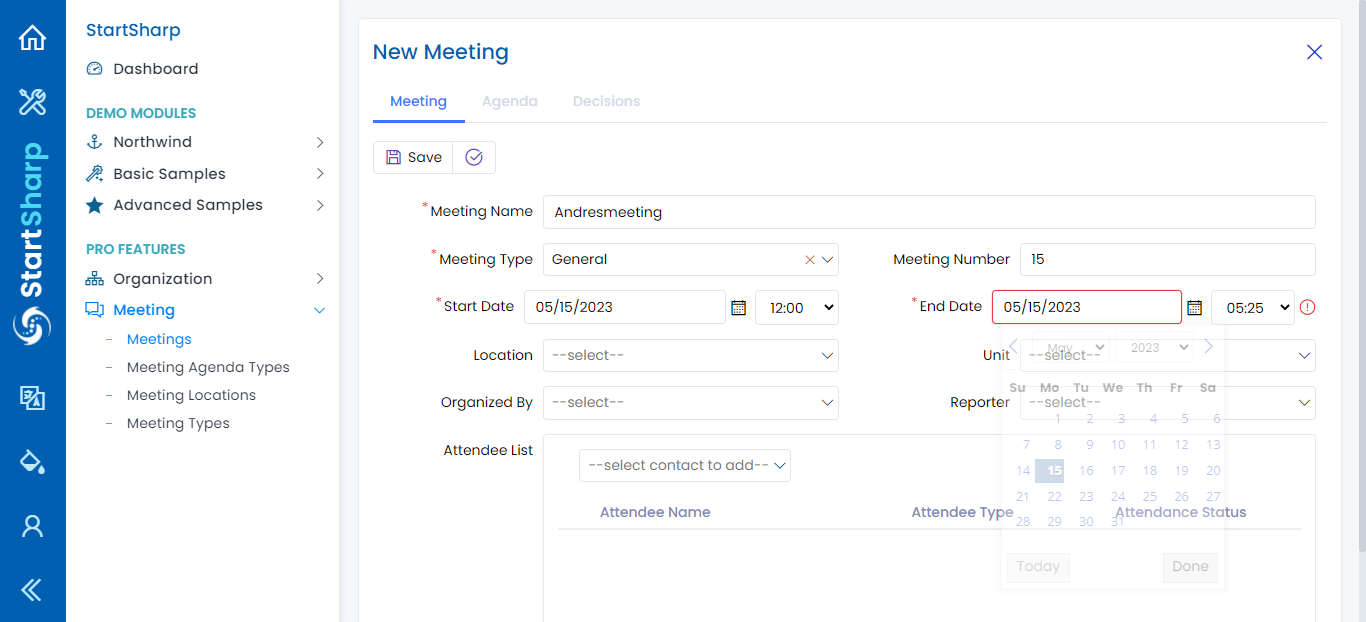 StartSharp
StartSharp
Dashboard
DEMO MODULES
Northwind
Basic Samples
Advanced Samples
PRO FEATURES
Organization
Meeting
Meetings
Meeting Agenda Types
Meeting Locations
Meeting Types
New Meeting
Meeting Agenda Decisions
Save
*Meeting Name Andresmeeting
*Meeting Type General Meeting Number 15
*Start Date 05/15/2023 12:00 *End Date 05/15/2023 05:25
Location --select-- Unit --select--
Organized By --select-- Reporter --select--
Attendee List
--select contact to add--
Attendee Name Attendee Type Attendance Status
May 2023
Su Mo Tu We Th Fr Sa
1 2 3 4 5 6
7 8 9 10 11 12 13
14 15 16 17 18 19 20
21 22 23 24 25 26 27
28 29 30 31
Today Done